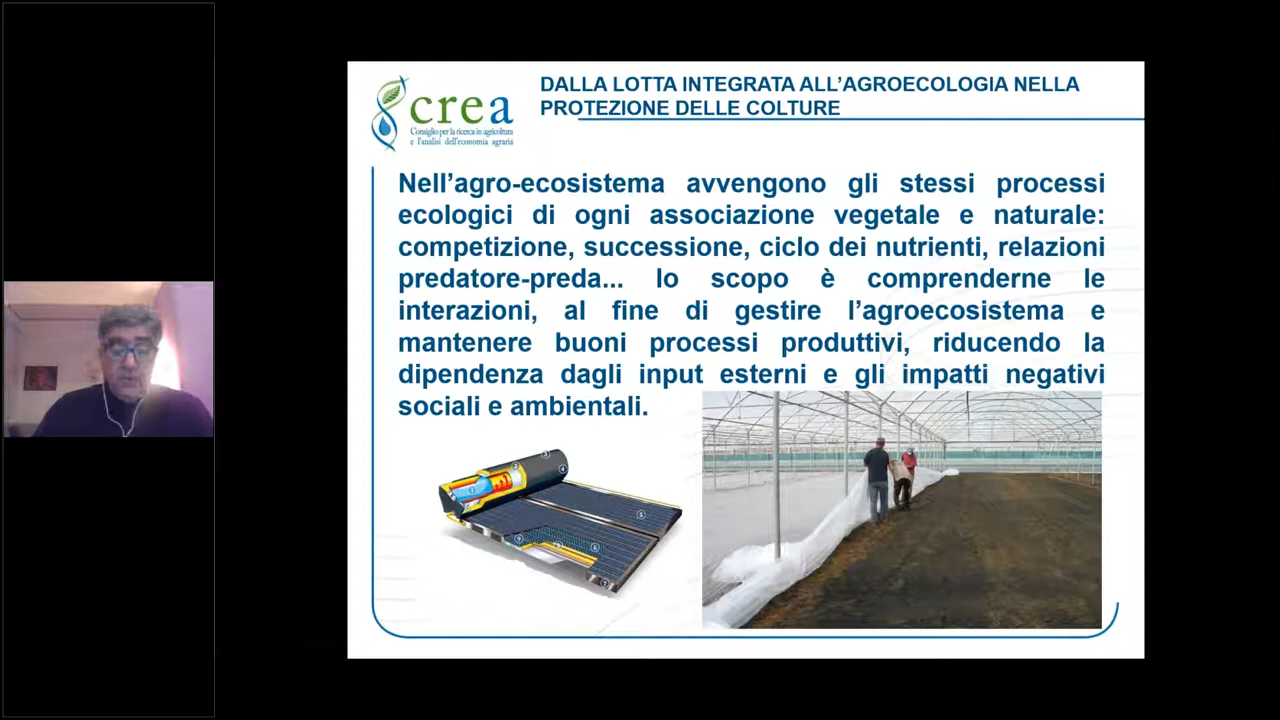 crea
Consiglio per la ricerca in agricoltura
e l'analisi dell'economia agraria
DALLA LOTTA INTEGRATA ALL'AGROECOLOGIA NELLA
PROTEZIONE DELLE COLTURE
Nell'agro-ecosistema avvengono gli stessi processi
ecologici di ogni associazione vegetale e naturale:
competizione, successione, ciclo dei nutrienti, relazioni
predatore-preda... lo scopo è comprenderne le
interazioni, al fine di gestire l'agroecosistema e
mantenere buoni processi produttivi, riducendo la
dipendenza dagli input esterni e gli impatti negativi
sociali e ambientali.